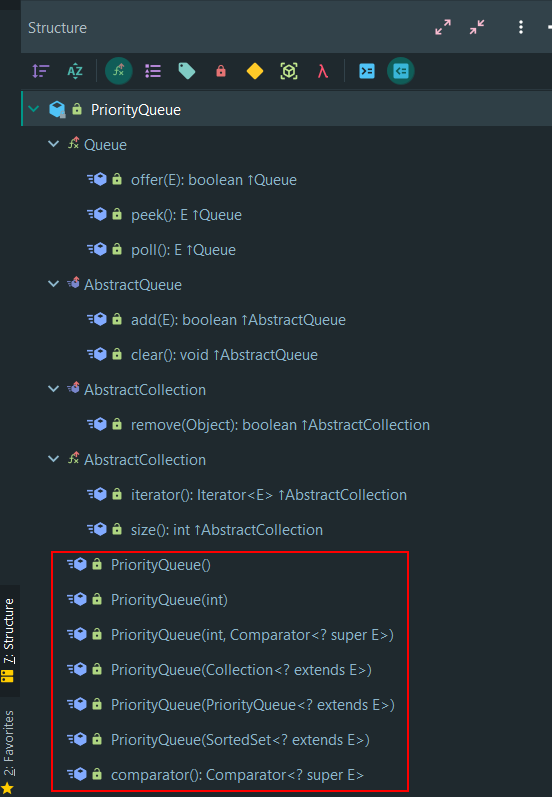 Structure
PriorityQueue
Queue
offer(E): boolean ↑Queue
peek(): E ↑Queue
poll(): E ↑Queue
AbstractQueue
add(E): boolean ↑AbstractQueue
clear(): void ↑AbstractQueue
AbstractCollection
remove(Object): boolean ↑AbstractCollection
AbstractCollection
iterator(): Iterator<E> ↑AbstractCollection
size(): int ↑AbstractCollection
PriorityQueue()
PriorityQueue(int)
PriorityQueue(int, Comparator<? super E>)
PriorityQueue(Collection<? extends E>)
PriorityQueue(PriorityQueue<? extends E>)
PriorityQueue(SortedSet<? extends E>)
comparator(): Comparator<? super E>
7: Structure
2: Favorites